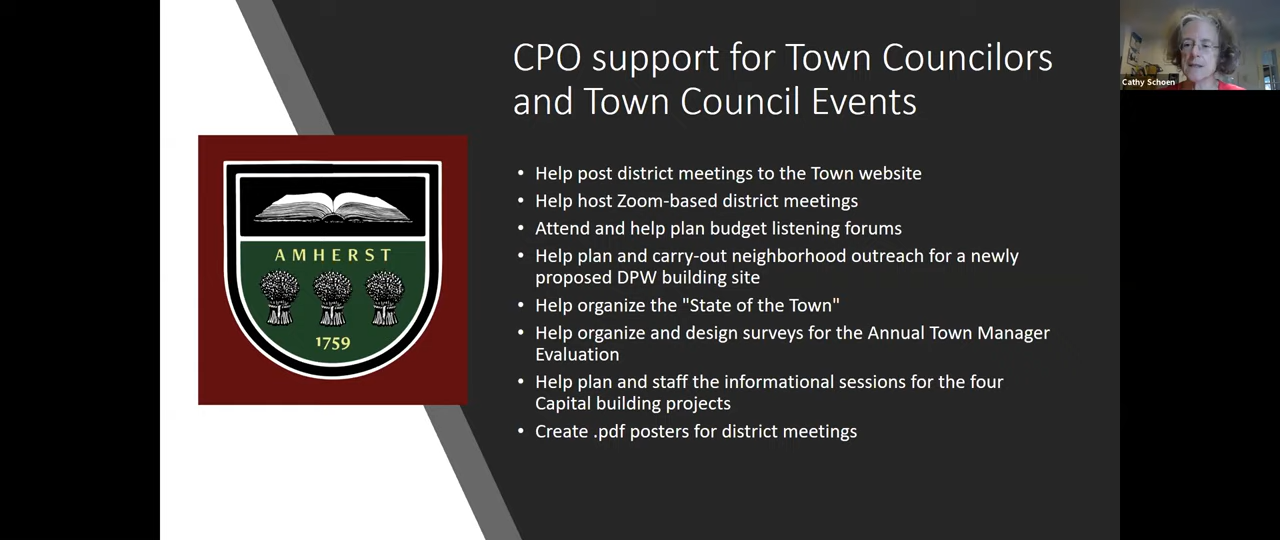 CPO support for Town Councilors
and Town Council Events
Cathy Schoen
• Help post district meetings to the Town website
• Help host Zoom-based district meetings
• Attend and help plan budget listening forums
• Help plan and carry-out neighborhood outreach for a newly
proposed DPW building site
• Help organize the "State of the Town"
• Help organize and design surveys for the Annual Town Manager
Evaluation
• Help plan and staff the informational sessions for the four
Capital building projects
• Create .pdf posters for district meetings
AMHERST
1759